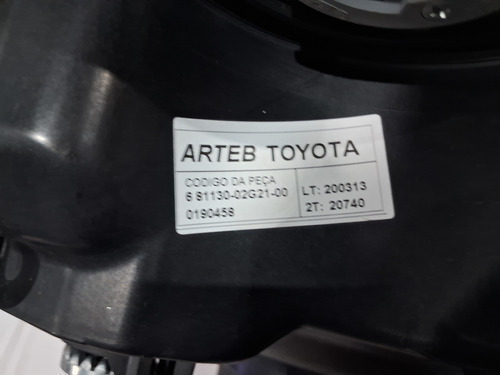 ARTEB TOYOTA
CODIGO DA PEÇA
6 81130-02G21-00
0190458
LT: 200313
2T: 20740